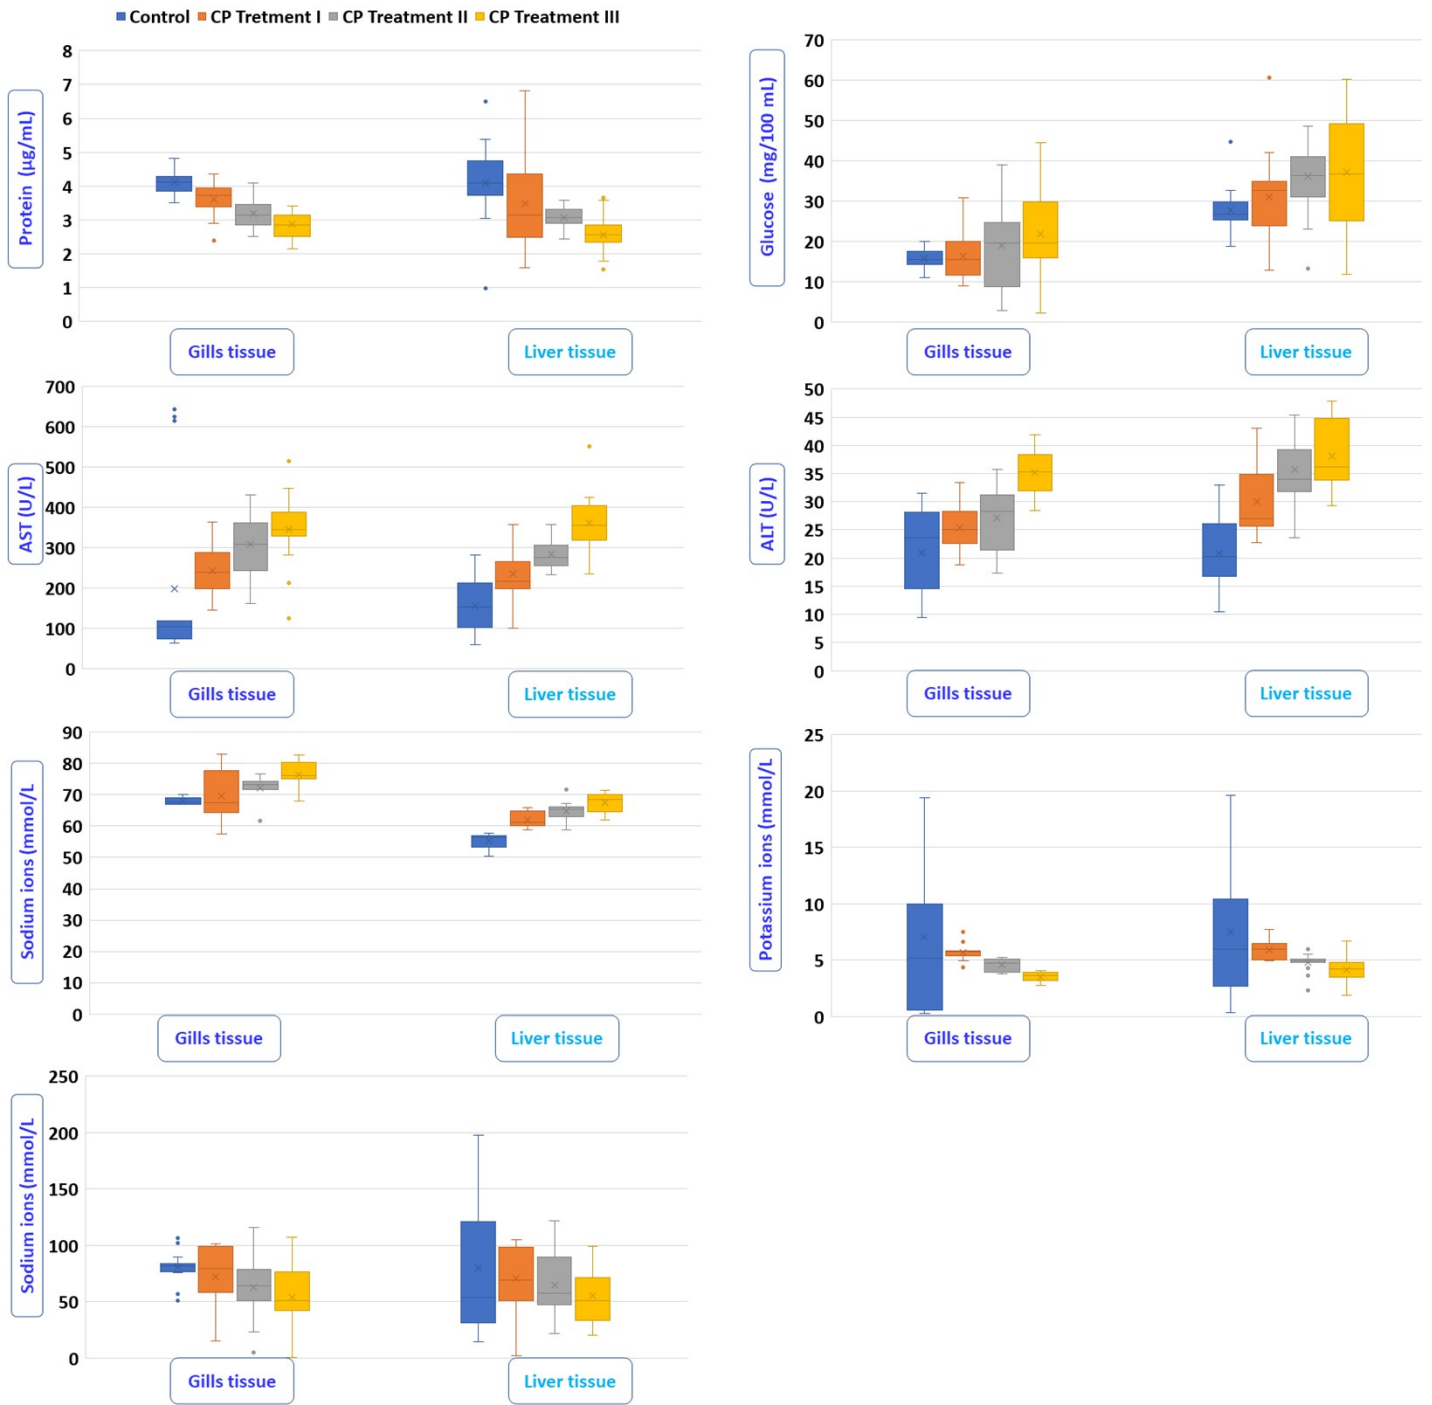 Control CP Tretment I CP Treatment II CP Treatment III
Protein (µg/mL)
8
7
6
5
4
3
2
1
0
Gills tissue
Liver tissue
Glucose (mg/100 mL)
70
60
50
40
30
20
10
0
Gills tissue
Liver tissue
AST (U/L)
700
600
500
400
300
200
100
0
Gills tissue
Liver tissue
ALT (U/L)
50
45
40
35
30
25
20
15
10
5
0
Gills tissue
Liver tissue
Sodium ions (mmol/L
90
80
70
60
50
40
30
20
10
0
Gills tissue
Liver tissue
Potassium ions (mmol/L
25
20
15
10
5
0
Gills tissue
Liver tissue
Sodium ions (mmol/L
250
200
150
100
50
0
Gills tissue
Liver tissue